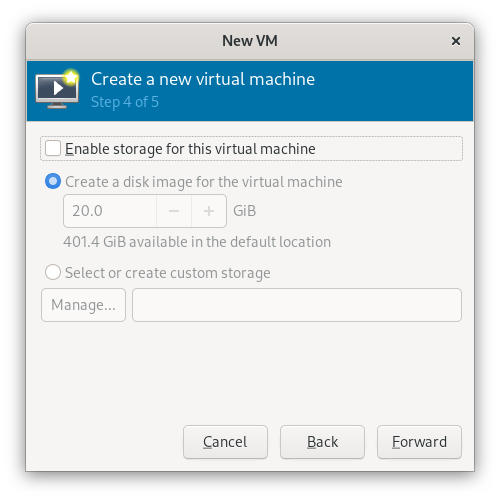 New VM
Create a new virtual machine
Step 4 of 5
Enable storage for this virtual machine
Create a disk image for the virtual machine
20.0 − + GiB
401.4 GiB available in the default location
Select or create custom storage
Manage...
Cancel Back Forward